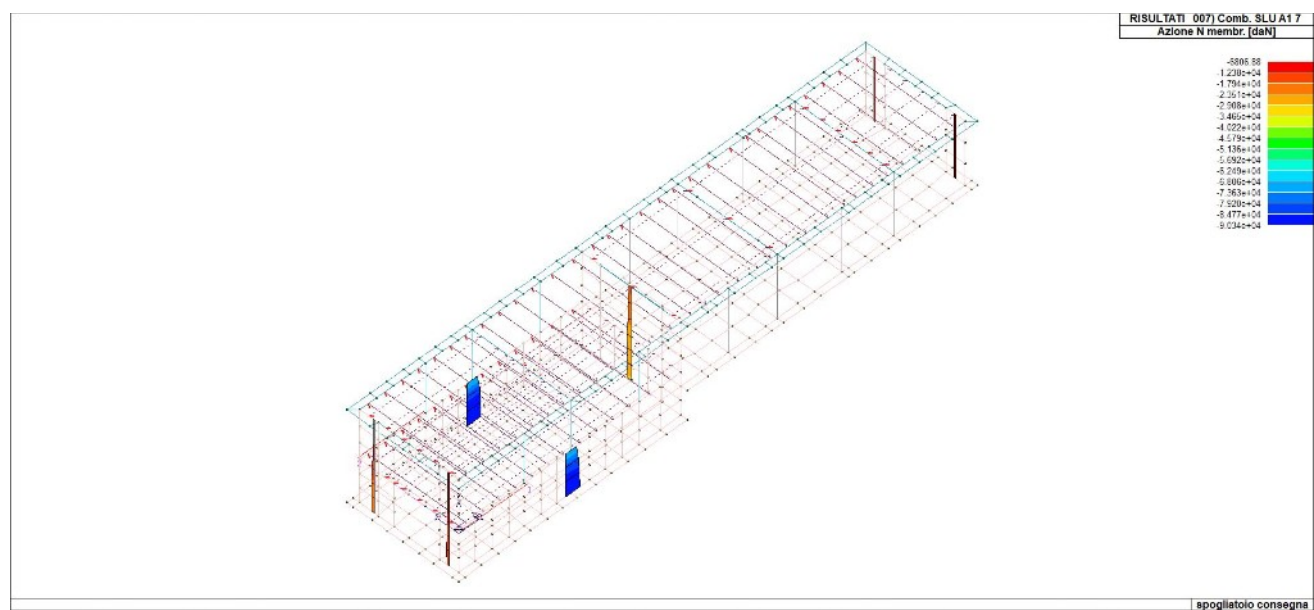 RISULTATI 007) Comb. SLU A1 7
Azione N membr. [daN]
-6806.88
-1.238e+04
-1.794e+04
-2.351e+04
-2.908e+04
-3.465e+04
-4.022e+04
-4.579e+04
-5.136e+04
-5.692e+04
-6.249e+04
-6.806e+04
-7.363e+04
-7.920e+04
-8.477e+04
-9.034e+04
spogliatoio consegna